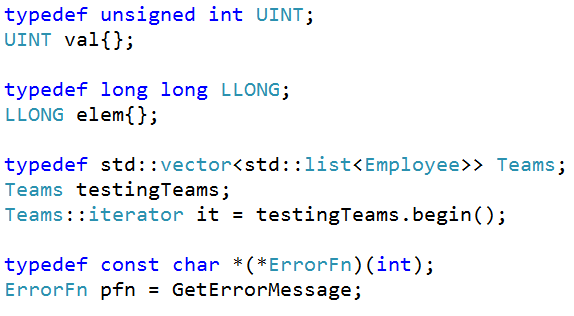 typedef unsigned int UINT;
UINT val{};
typedef long long LLONG;
LLONG elem{};
typedef std::vector<std::list<Employee>> Teams;
Teams testingTeams;
Teams::iterator it = testingTeams.begin();
typedef const char *(*ErrorFn)(int);
ErrorFn pfn = GetErrorMessage;